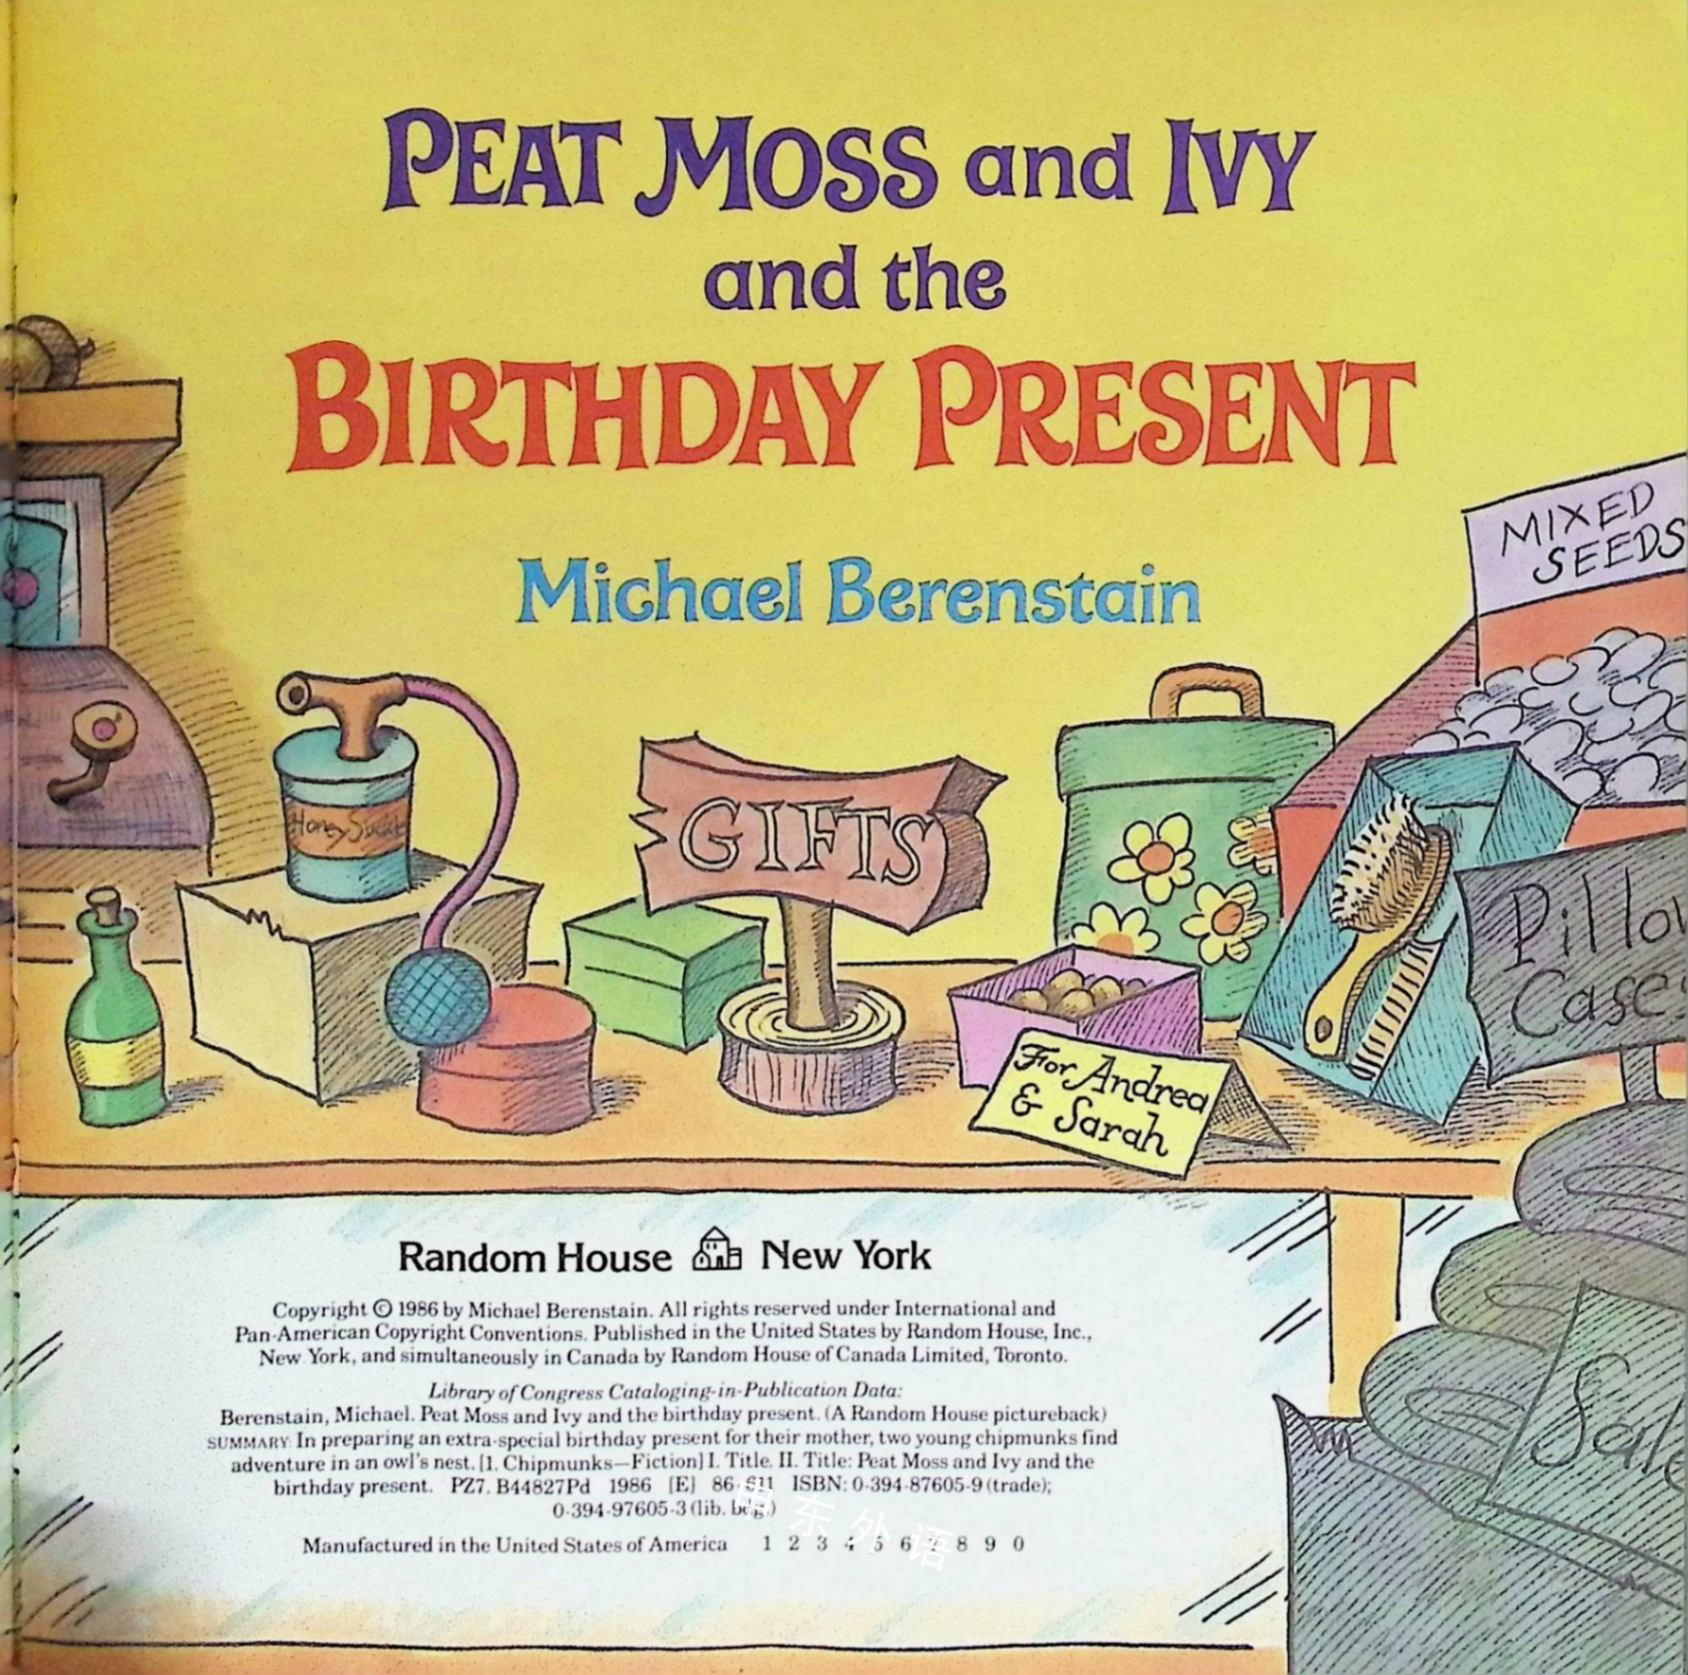 PEAT MOSS and IVY
and the
BIRTHDAY PRESENT
Michael Berenstain
MIXED
SEEDS
Honey
GIFTS
Case
For Andrea
& Sarah
Sale
Random House New York
Copyright © 1986 by Michael Berenstain. All rights reserved under International and
Pan-American Copyright Conventions. Published in the United States by Random House, Inc.,
New York, and simultaneously in Canada by Random House of Canada Limited, Toronto.
Library of Congress Cataloging-in-Publication Data:
Berenstain, Michael. Peat Moss and Ivy and the birthday present. (A Random House pictureback)
SUMMARY: In preparing an extra-special birthday present for their mother, two young chipmunks find
adventure in an owl's nest. [1. Chipmunks—Fiction] I. Title. II. Title: Peat Moss and Ivy and the
birthday present. PZ7. B44827Pd 1986 [E] ISBN: 0-394-87605-9 (trade);
0-394-97605-3 (lib. bdg.)
Manufactured in the United States of America 1 2 3 4 5 6 7 8 9 0
东外语